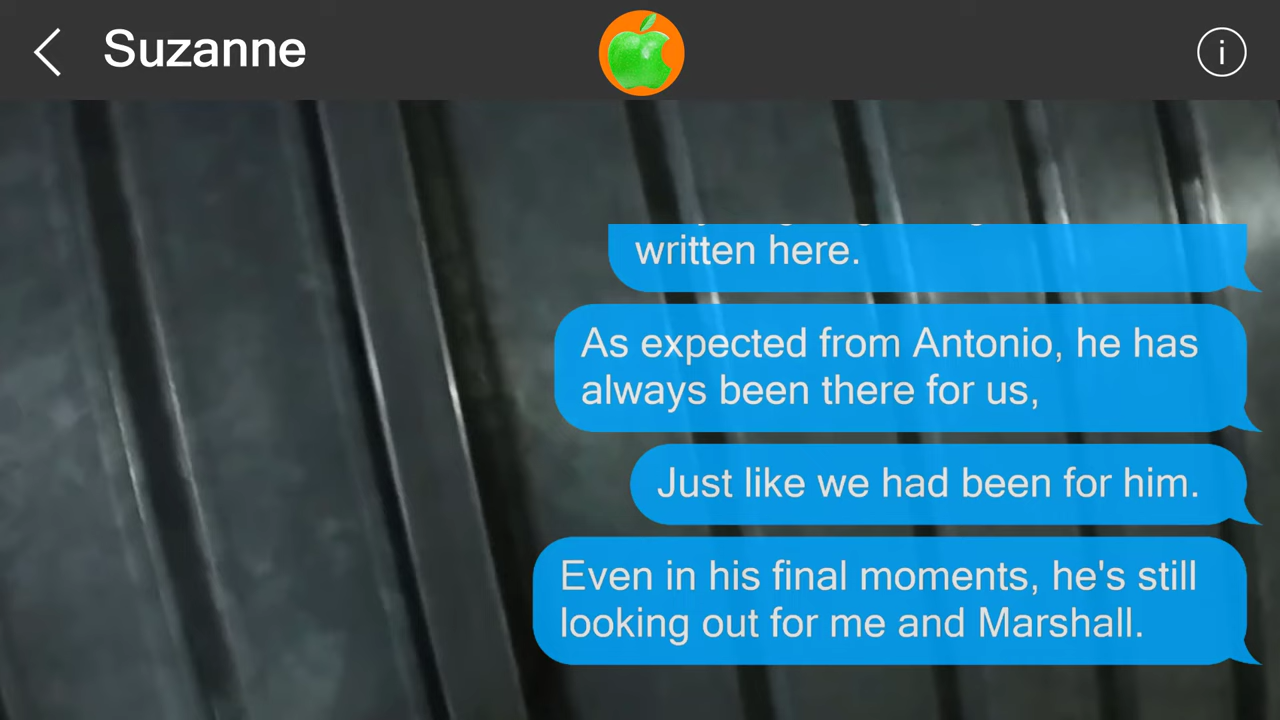 Suzanne
i
written here.
As expected from Antonio, he has
always been there for us,
Just like we had been for him.
Even in his final moments, he's still
looking out for me and Marshall.